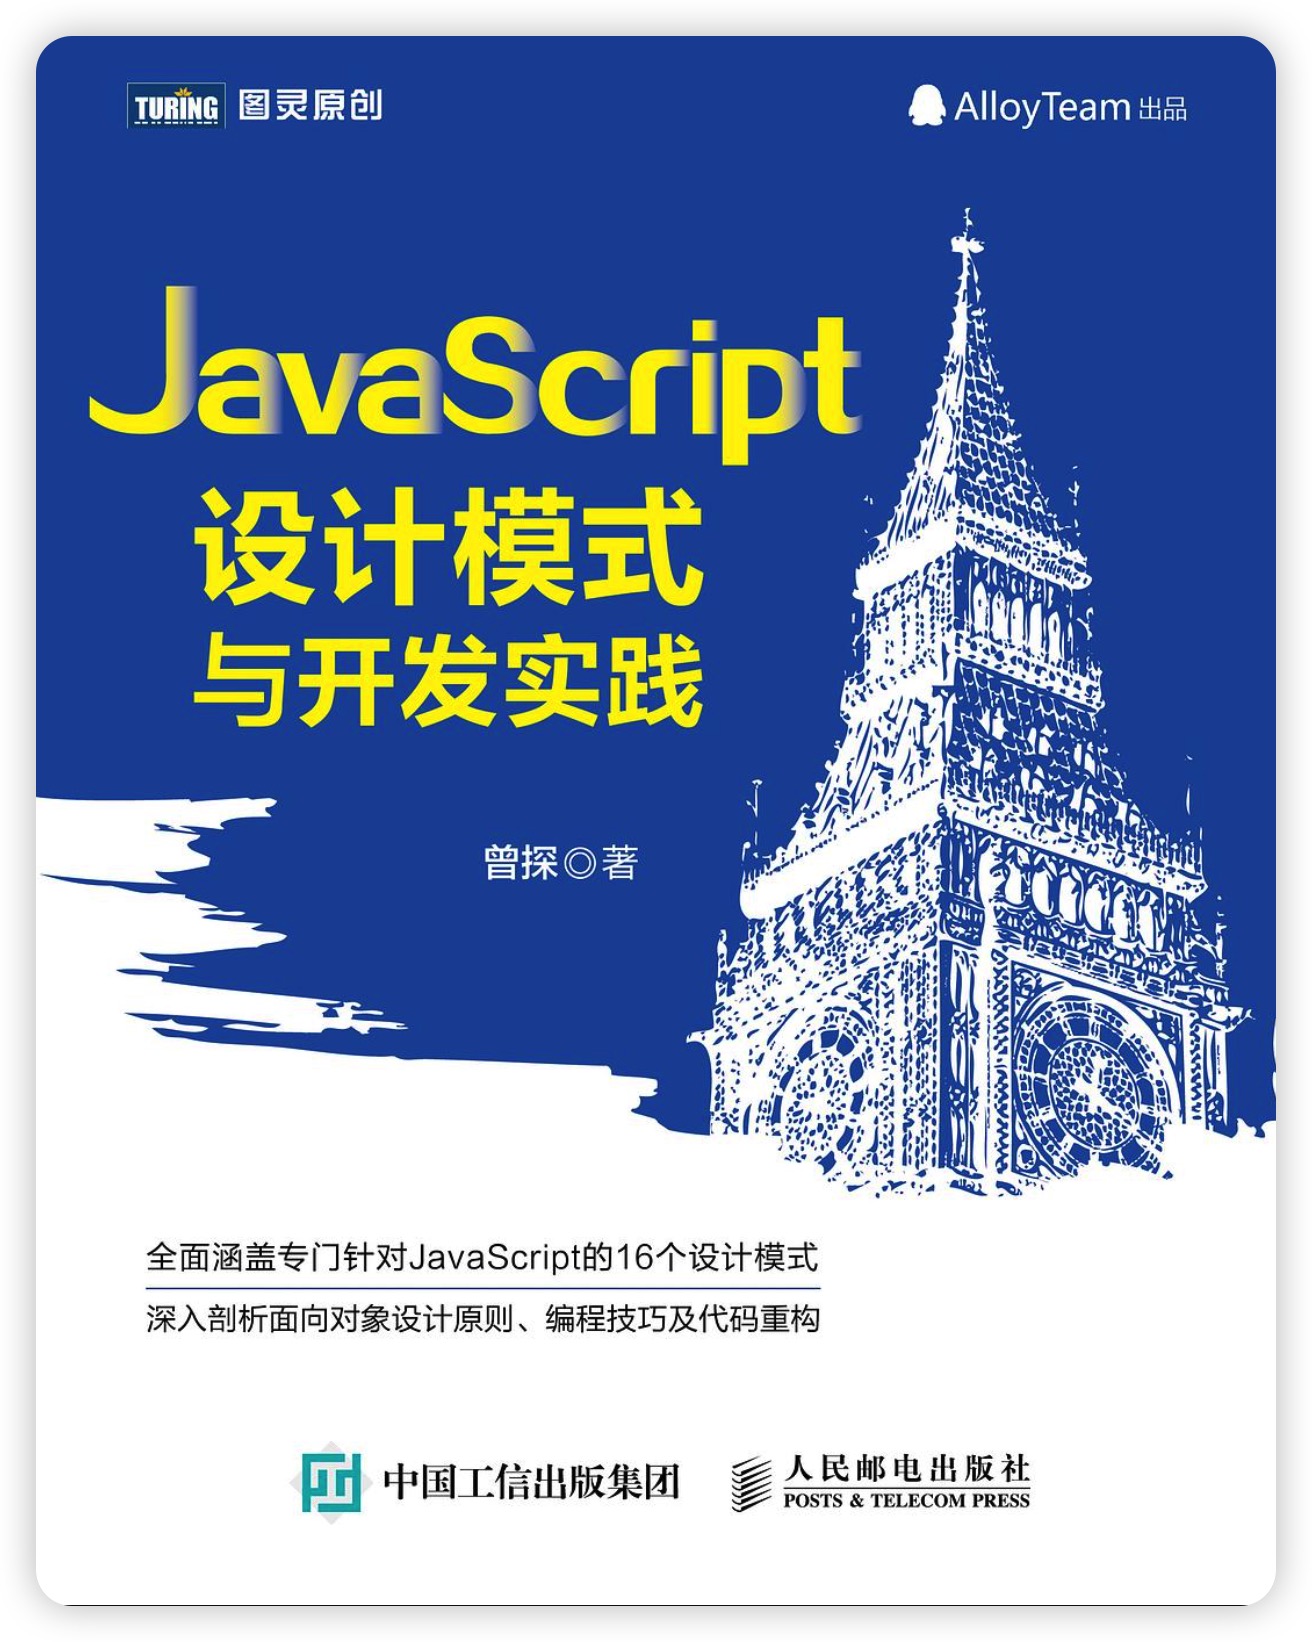 TURING 图灵原创
AlloyTeam 出品
JavaScript
设计模式
与开发实践
曾探◎著
全面涵盖专门针对JavaScript的16个设计模式
深入剖析面向对象设计原则、编程技巧及代码重构
中国工信出版集团
人民邮电出版社
POSTS & TELECOM PRESS